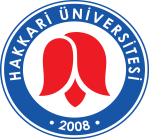 HAKKARİ ÜNİVERSİTESİ
• 2008 •